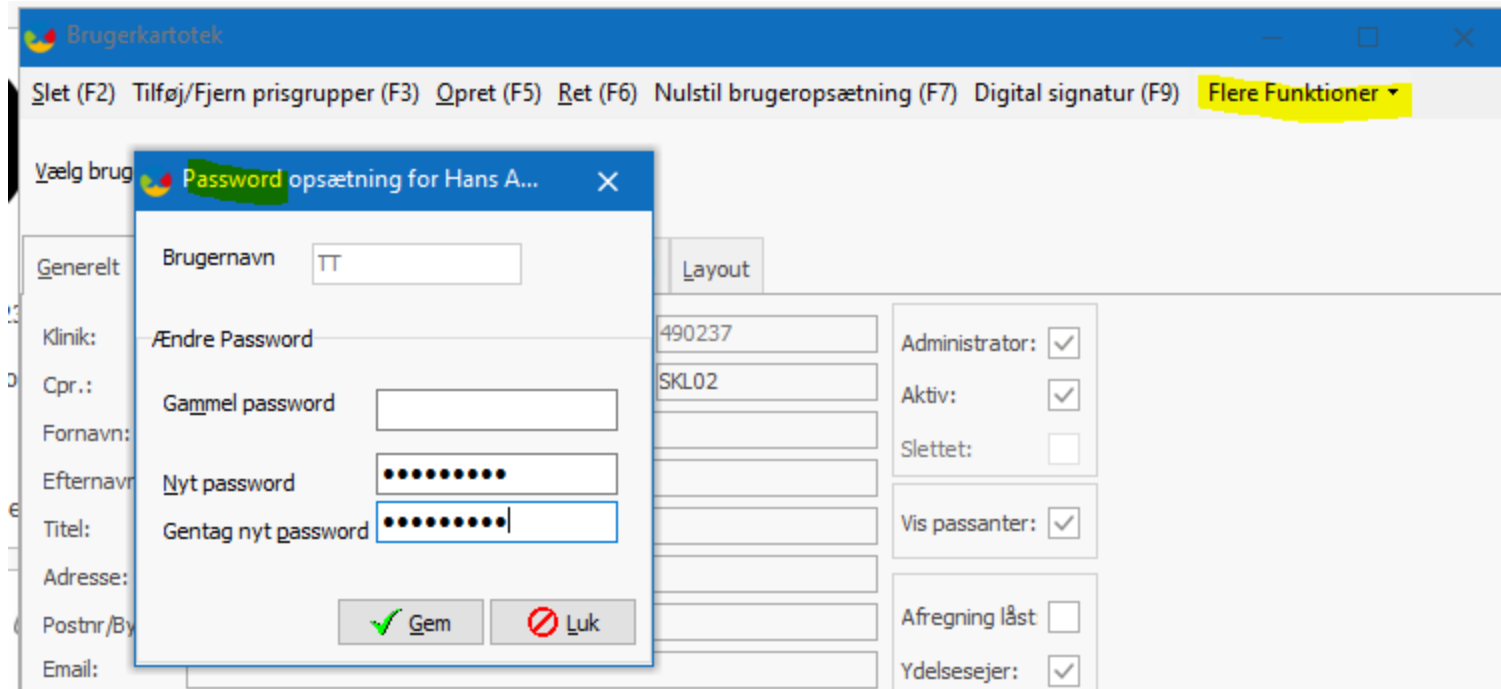 Brugerkartotek
Slet (F2) Tilføj/Fjern prisgrupper (F3) Opret (F5) Ret (F6) Nulstil brugeropsætning (F7) Digital signatur (F9) Flere Funktioner
Vælg brug
Password opsætning for Hans A...
Brugernavn TT
Ændre Password
Gammel password
Nyt password •••••••••
Gentag nyt password •••••••••
Gem Luk
Generelt
Layout
Klinik:
490237
Cpr.:
SKL02
Fornavn:
Efternavn
Titel:
Adresse:
Postnr/By
Email:
Administrator:
Aktiv:
Slettet:
Vis passanter:
Afregning låst:
Ydelsesejer: